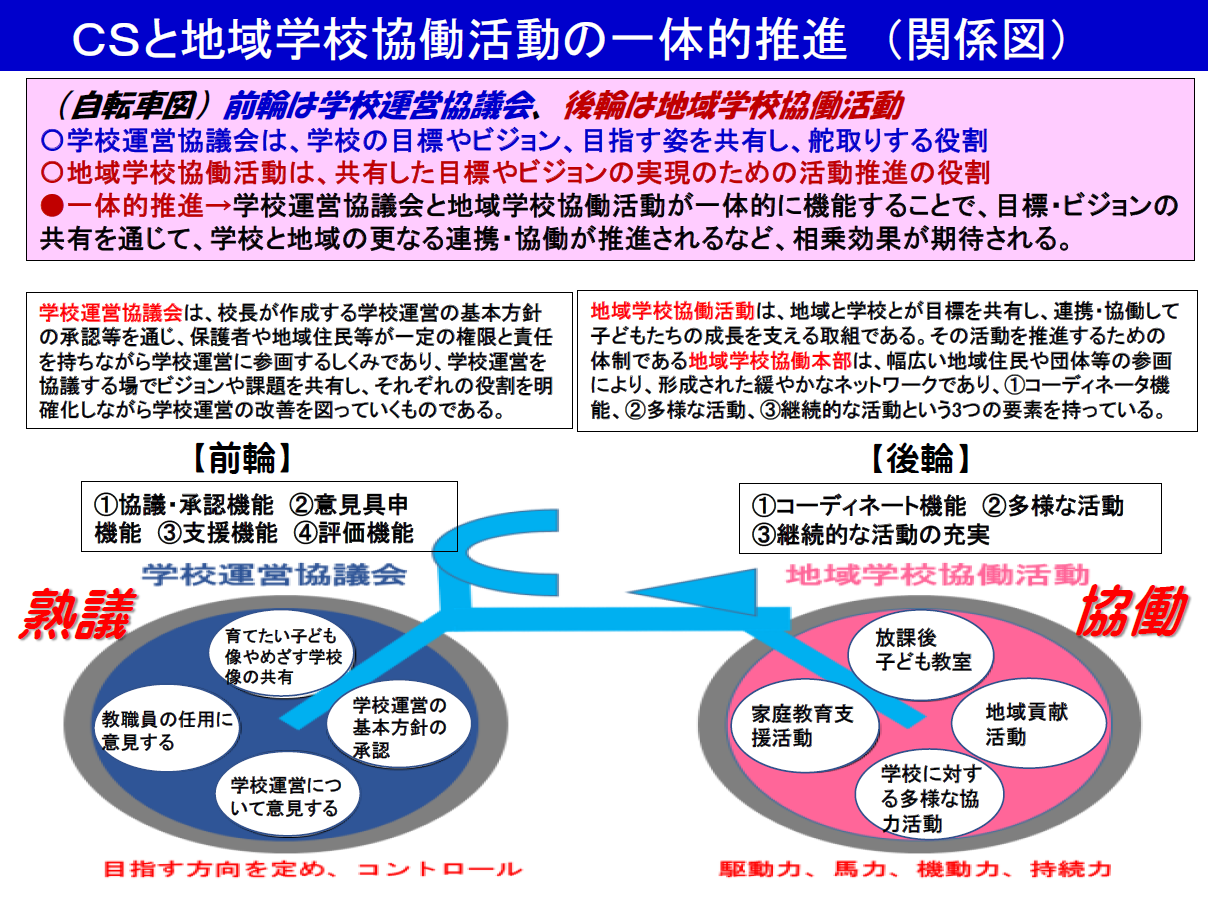 CSと地域学校協働活動の一体的推進 （関係図）
（自転車図）前輪は学校運営協議会、後輪は地域学校協働活動
○学校運営協議会は、学校の目標やビジョン、目指す姿を共有し、舵取りする役割
○地域学校協働活動は、共有した目標やビジョンの実現のための活動推進の役割
●一体的推進→学校運営協議会と地域学校協働活動が一体的に機能することで、目標・ビジョンの
共有を通じて、学校と地域の更なる連携・協働が推進されるなど、相乗効果が期待される。
学校運営協議会は、校長が作成する学校運営の基本方針
の承認等を通じ、保護者や地域住民等が一定の権限と責任
を持ちながら学校運営に参画するしくみであり、学校運営を
協議する場でビジョンや課題を共有し、それぞれの役割を明
確化しながら学校運営の改善を図っていくものである。
地域学校協働活動は、地域と学校とが目標を共有し、連携・協働して
子どもたちの成長を支える取組である。その活動を推進するための
体制である地域学校協働本部は、幅広い地域住民や団体等の参画
により、形成された緩やかなネットワークであり、①コーディネータ機
能、②多様な活動、③継続的な活動という3つの要素を持っている。
【前輪】
①協議・承認機能 ②意見具申
機能 ③支援機能 ④評価機能
学校運営協議会
熟議
育てたい子ども
像やめざす学校
像の共有
教職員の任用に
意見する
学校運営の
基本方針の
承認
学校運営につ
いて意見する
目指す方向を定め、コントロール
【後輪】
①コーディネート機能 ②多様な活動
③継続的な活動の充実
地域学校協働活動
協働
放課後
子ども教室
家庭教育支
援活動
地域貢献
活動
学校に対す
る多様な協
力活動
駆動力、馬力、機動力、持続力